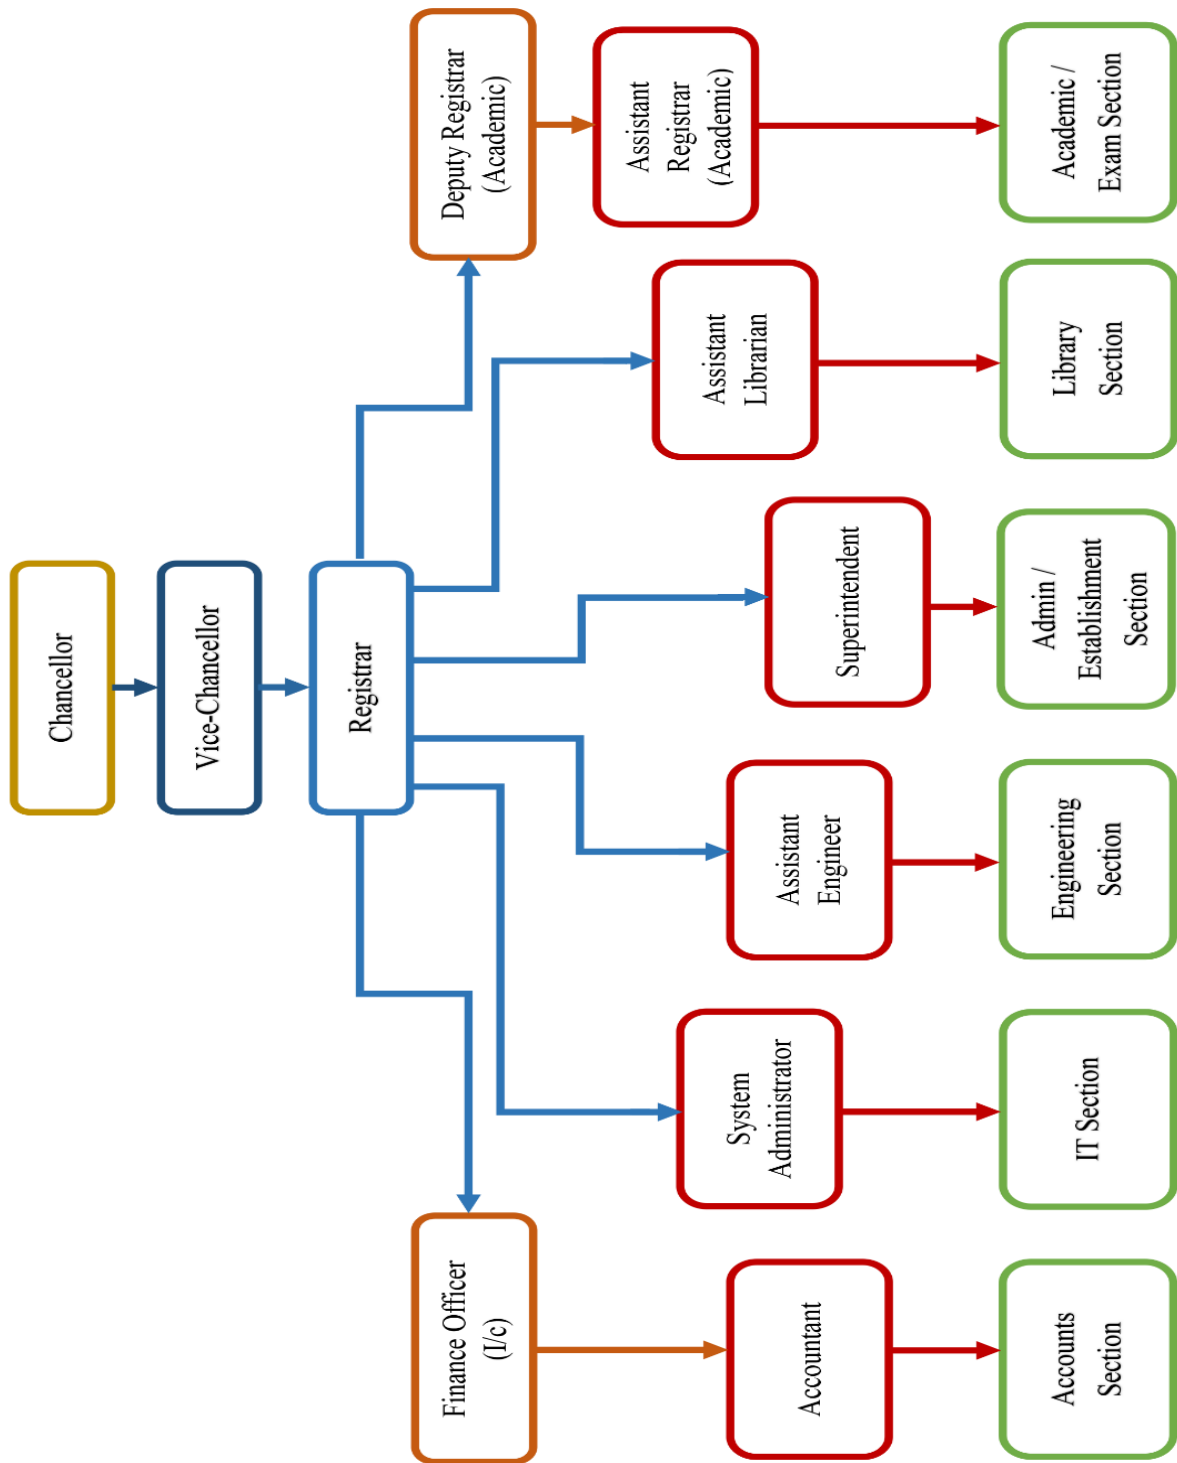 Chancellor
Vice-Chancellor
Registrar
Finance Officer
(I/c)
Deputy Registrar
(Academic)
Accountant
System
Administrator
Assistant
Engineer
Superintendent
Assistant
Librarian
Assistant
Registrar
(Academic)
Accounts
Section
IT Section
Engineering
Section
Admin /
Establishment
Section
Library
Section
Academic /
Exam Section